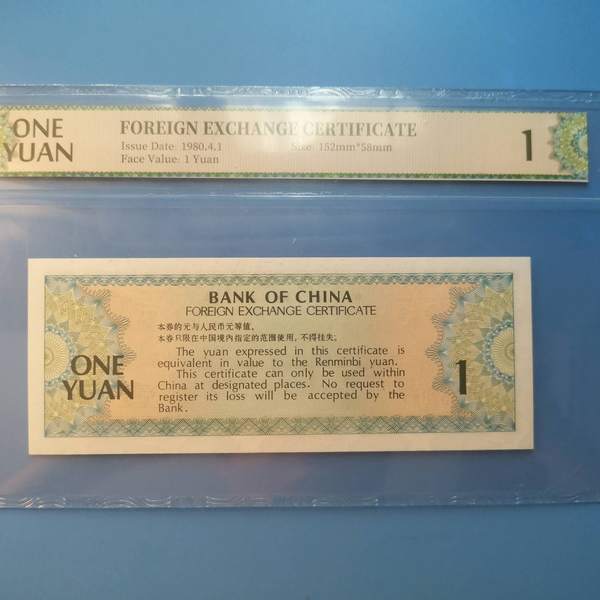 ONE
YUAN
FOREIGN EXCHANGE CERTIFICATE
Issue Date: 1980.4.1 Size: 152mm*58mm
Face Value: 1 Yuan
1
BANK OF CHINA
FOREIGN EXCHANGE CERTIFICATE
本券的元与人民币元等值。
本券只限在中国境内指定的范围使用，不得挂失。
The yuan expressed in this certificate is
equivalent in value to the Renminbi yuan.
This certificate can only be used within
China at designated places. No request to
register its loss will be accepted by the
Bank.
ONE
YUAN
1